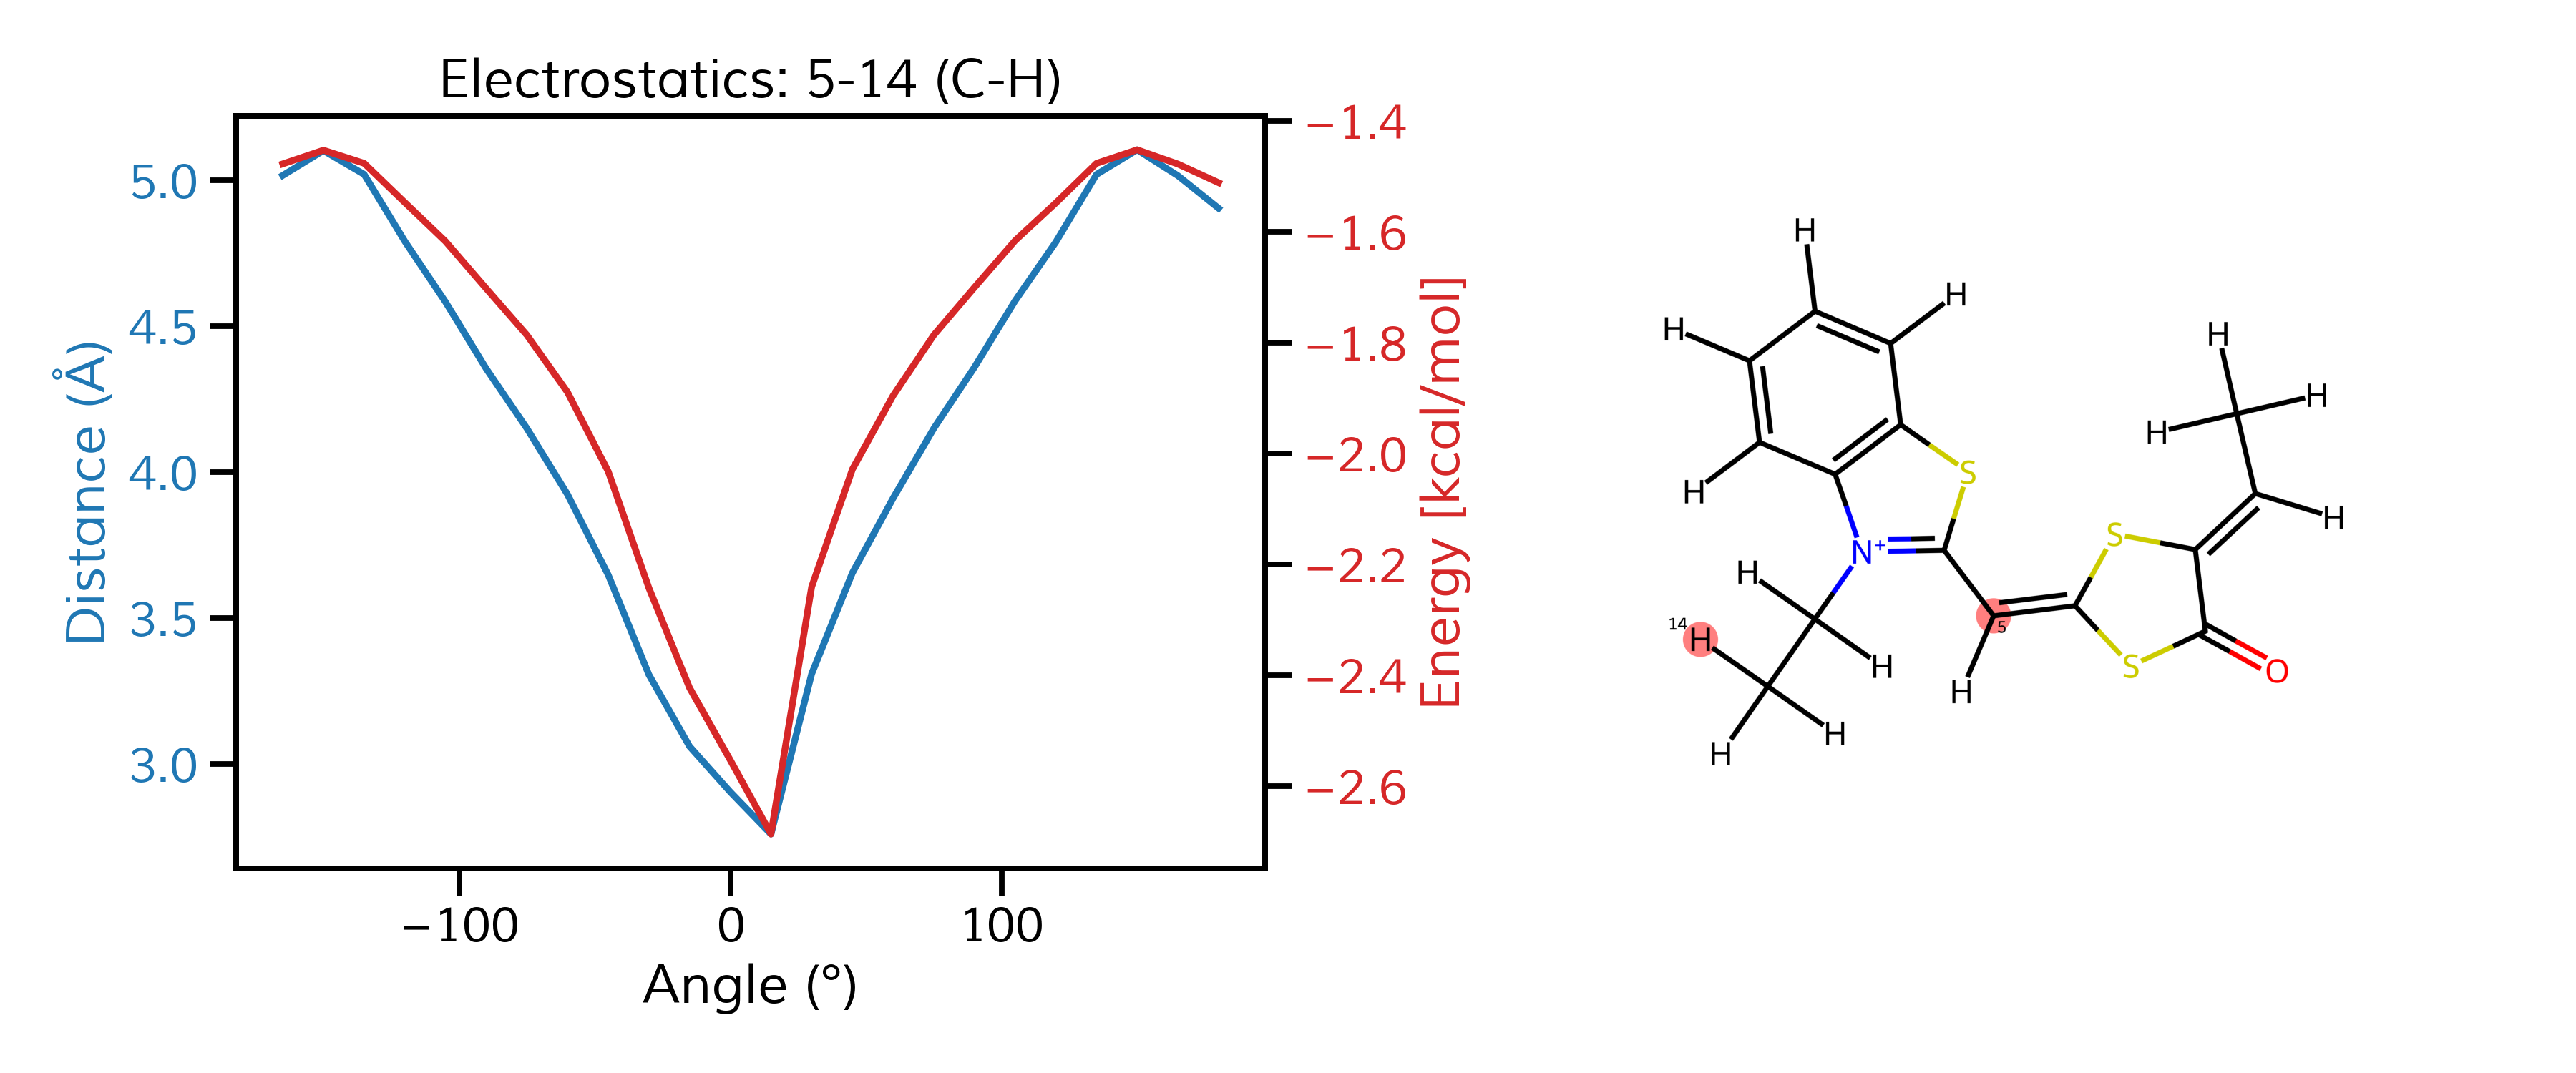 Electrostatics: 5-14 (C-H)
Distance (Å)
5.0
4.5
4.0
3.5
3.0
−1.4
−1.6
−1.8
−2.0
−2.2
−2.4
−2.6
Energy [kcal/mol]
−100
0
100
Angle (°)
H
H
H
H
H
H
H
H
S
S
N⁺
H
14
H
5
H
S
O
H
H
H